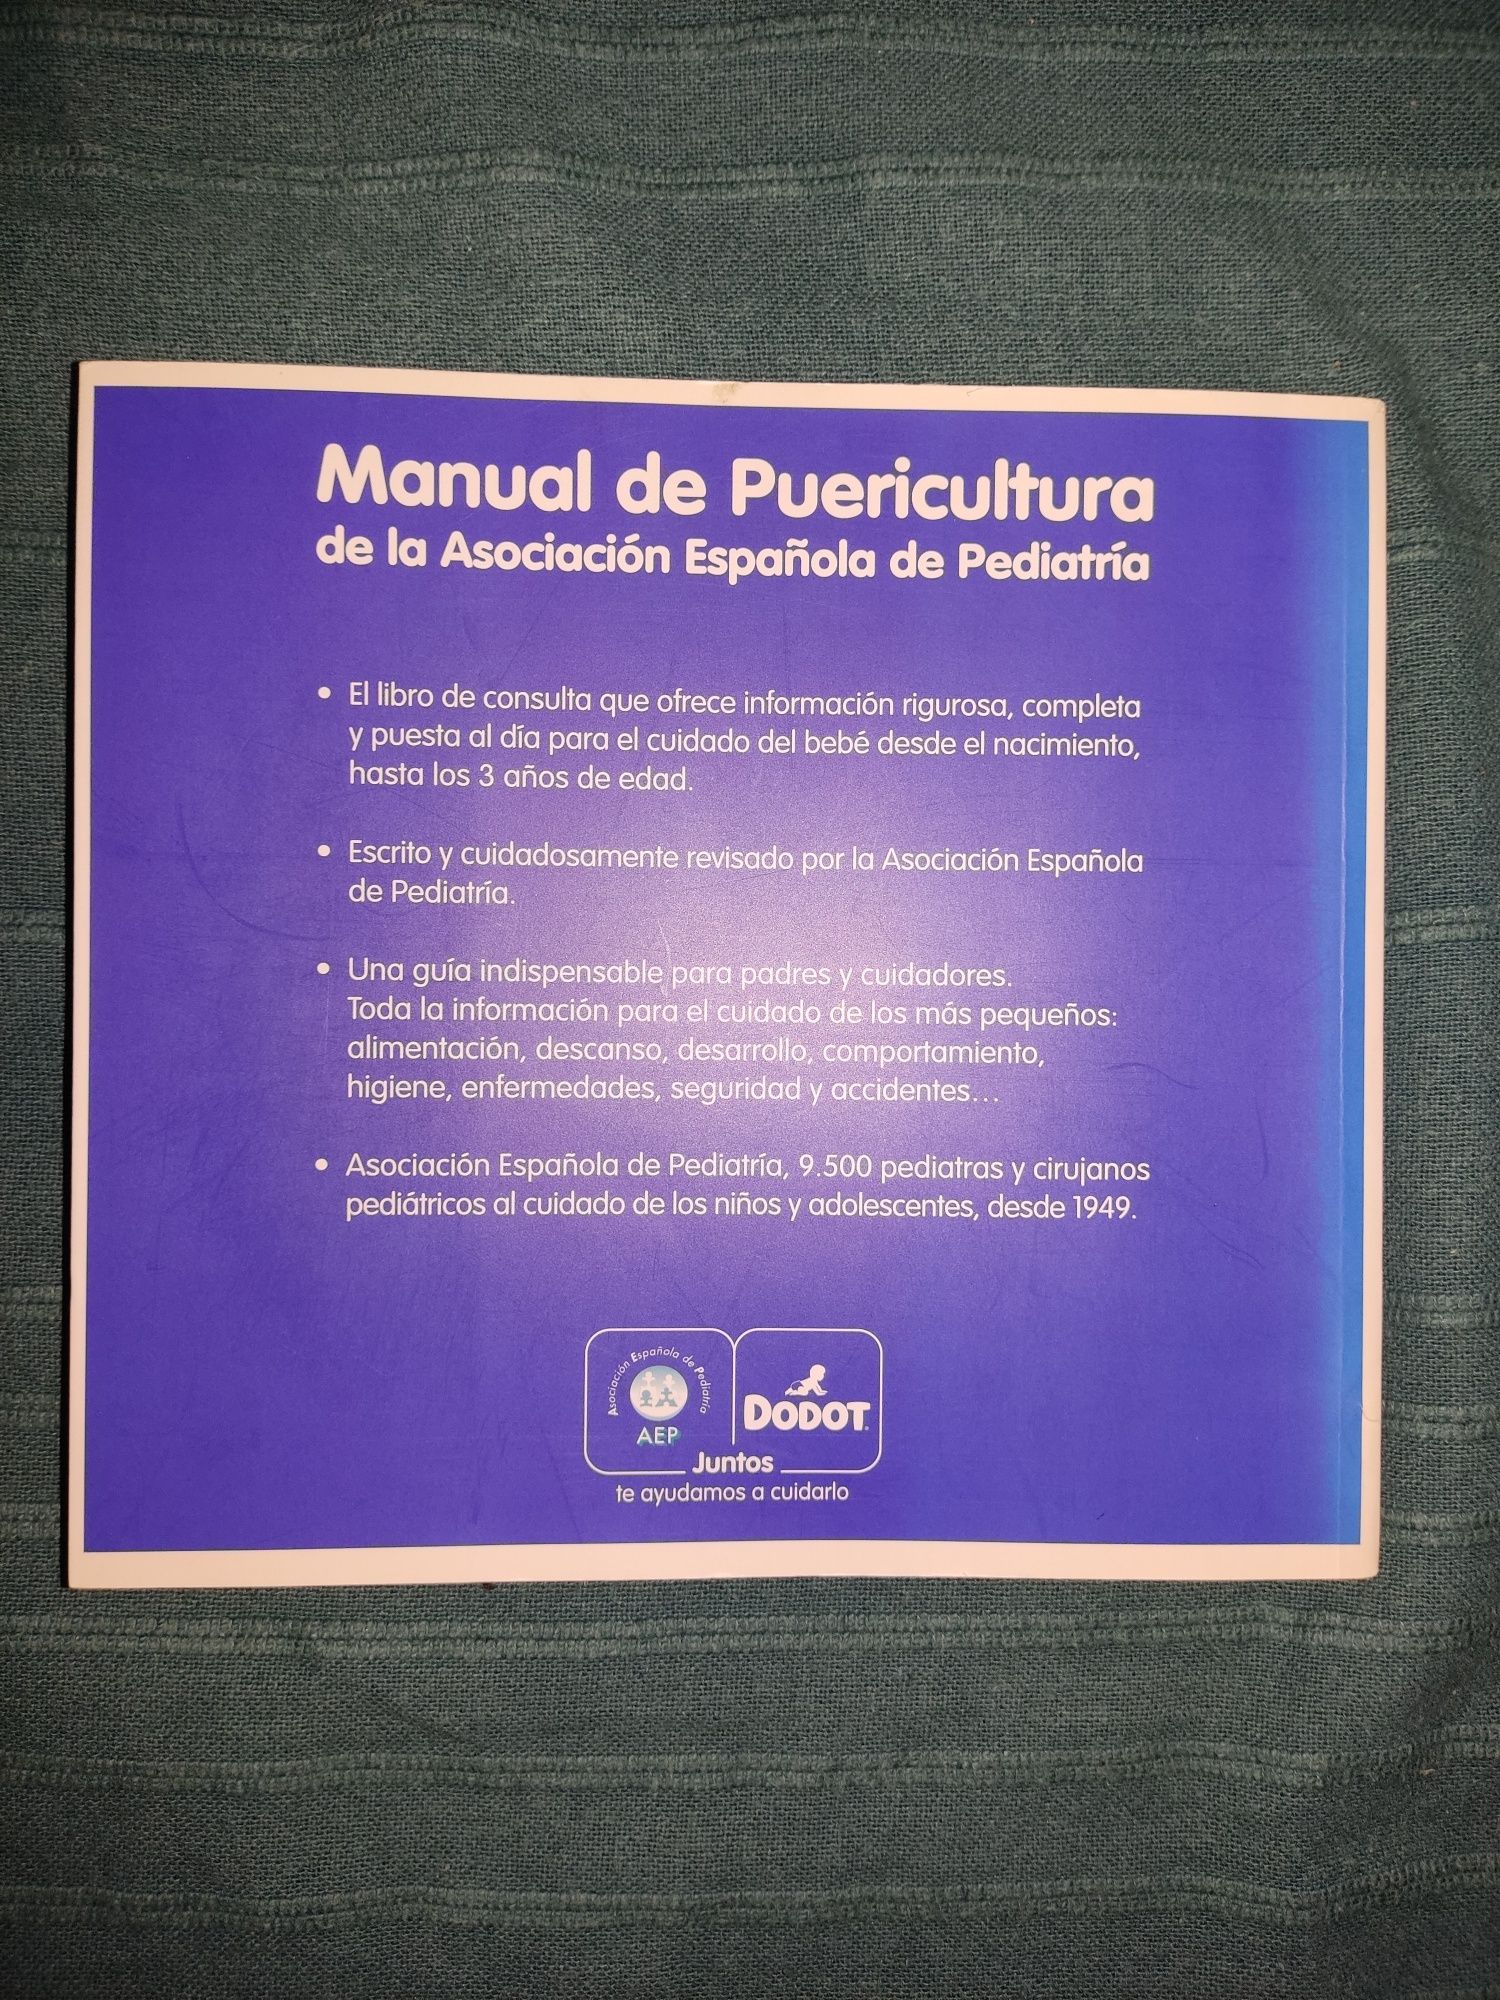 Manual de Puericultura
de la Asociación Española de Pediatría
• El libro de consulta que ofrece información rigurosa, completa
y puesta al día para el cuidado del bebé desde el nacimiento,
hasta los 3 años de edad.
• Escrito y cuidadosamente revisado por la Asociación Española
de Pediatría.
• Una guía indispensable para padres y cuidadores.
Toda la información para el cuidado de los más pequeños:
alimentación, descanso, desarrollo, comportamiento,
higiene, enfermedades, seguridad y accidentes...
• Asociación Española de Pediatría, 9.500 pediatras y cirujanos
pediátricos al cuidado de los niños y adolescentes, desde 1949.
Asociación Española de Pediatría
AEP
DODOT
Juntos
te ayudamos a cuidarlo